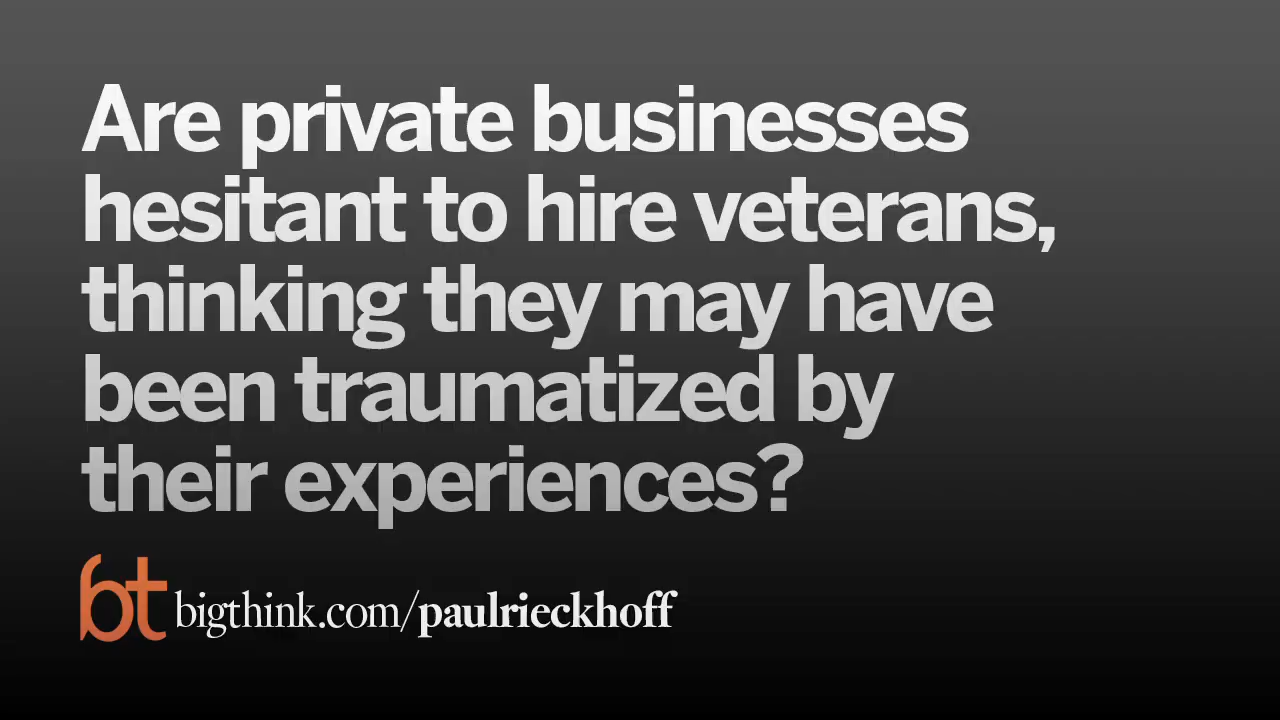 Are private businesses
hesitant to hire veterans,
thinking they may have
been traumatized by
their experiences?
bt bigthink.com/paulrieckhoff